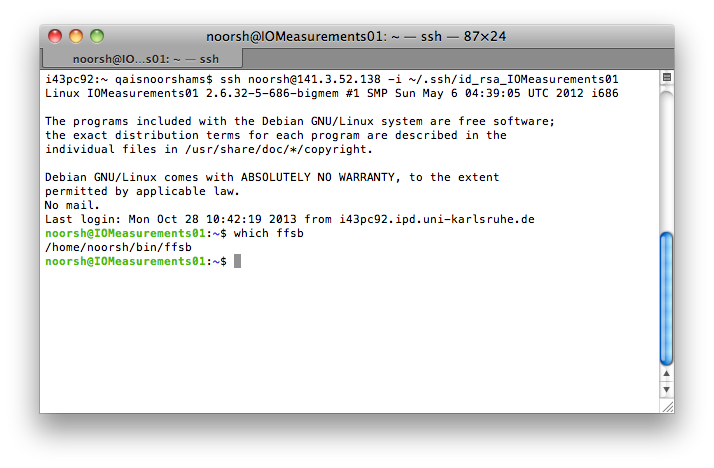 noorsh@IOMeasurements01: ~ — ssh — 87×24
noorsh@IO...s01: ~ — ssh
i43pc92:~ qaisnoorshams$ ssh noorsh@141.3.52.138 -i ~/.ssh/id_rsa_IOMeasurements01
Linux IOMeasurements01 2.6.32-5-686-bigmem #1 SMP Sun May 6 04:39:05 UTC 2012 i686
The programs included with the Debian GNU/Linux system are free software;
the exact distribution terms for each program are described in the
individual files in /usr/share/doc/*/copyright.
Debian GNU/Linux comes with ABSOLUTELY NO WARRANTY, to the extent
permitted by applicable law.
No mail.
Last login: Mon Oct 28 10:42:19 2013 from i43pc92.ipd.uni-karlsruhe.de
noorsh@IOMeasurements01:~$ which ffsb
/home/noorsh/bin/ffsb
noorsh@IOMeasurements01:~$